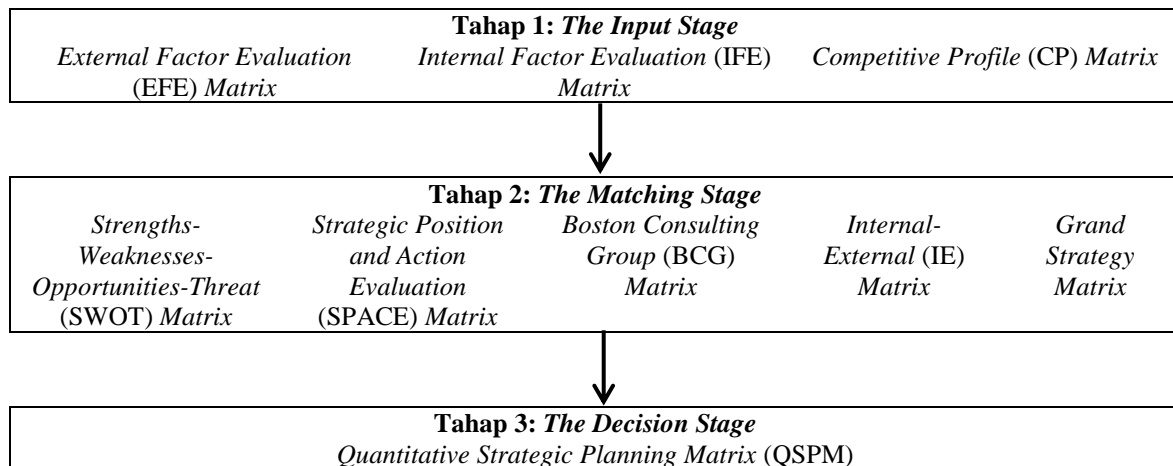 Tahap 1: The Input Stage
External Factor Evaluation (EFE) Matrix
Internal Factor Evaluation (IFE) Matrix
Competitive Profile (CP) Matrix
Tahap 2: The Matching Stage
Strengths-
Weaknesses-
Opportunities-Threat
(SWOT) Matrix
Strategic Position
and Action
Evaluation
(SPACE) Matrix
Boston Consulting
Group (BCG)
Matrix
Internal-
External (IE)
Matrix
Grand
Strategy
Matrix
Tahap 3: The Decision Stage
Quantitative Strategic Planning Matrix (QSPM)